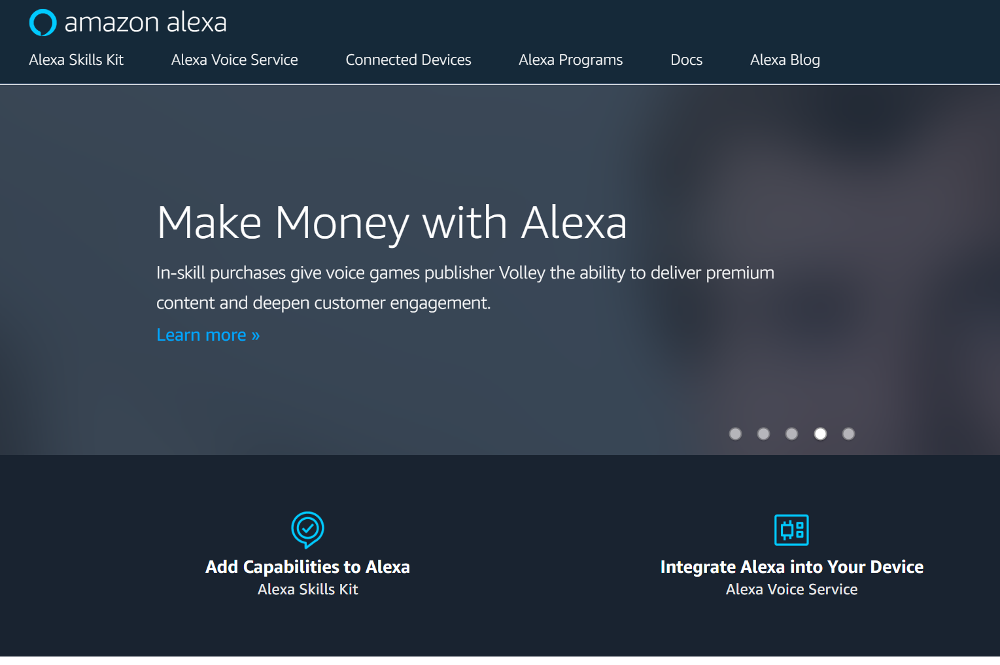 amazon alexa
Alexa Skills Kit
Alexa Voice Service
Connected Devices
Alexa Programs
Docs
Alexa Blog
Make Money with Alexa
In-skill purchases give voice games publisher Volley the ability to deliver premium
content and deepen customer engagement.
Learn more »
Add Capabilities to Alexa
Alexa Skills Kit
Integrate Alexa into Your Device
Alexa Voice Service